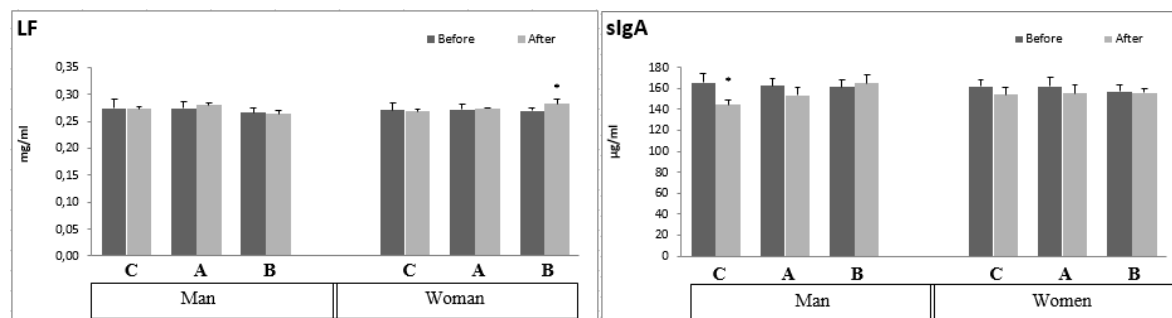 LF
Before After
0,35
0,30
0,25
0,20
0,15
0,10
0,05
0,00
mg/ml
*
C A B C A B
Man Woman
sIgA
Before After
180
160
140
120
100
80
60
40
20
0
µg/ml
*
C A B C A B
Man Women